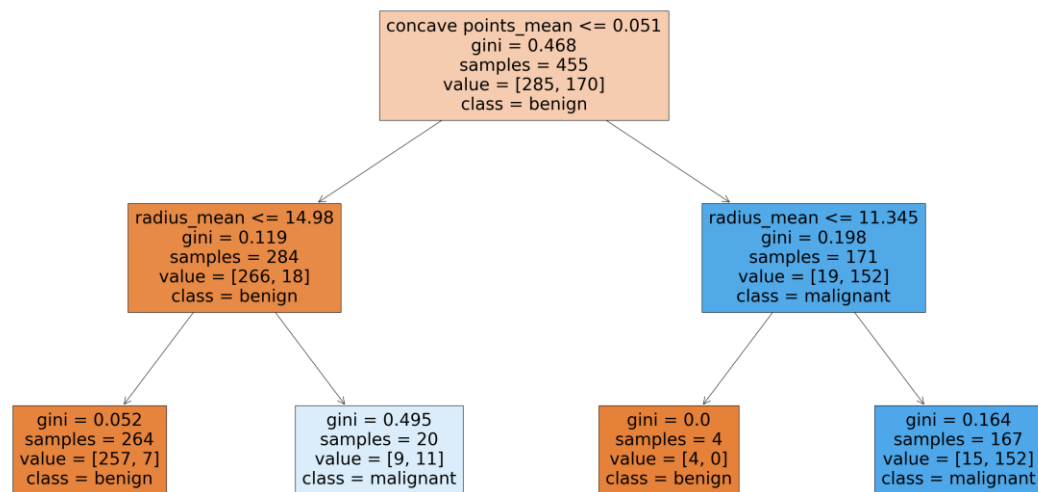 concave points_mean <= 0.051
gini = 0.468
samples = 455
value = [285, 170]
class = benign
radius_mean <= 14.98
gini = 0.119
samples = 284
value = [266, 18]
class = benign
radius_mean <= 11.345
gini = 0.198
samples = 171
value = [19, 152]
class = malignant
gini = 0.052
samples = 264
value = [257, 7]
class = benign
gini = 0.495
samples = 20
value = [9, 11]
class = malignant
gini = 0.0
samples = 4
value = [4, 0]
class = benign
gini = 0.164
samples = 167
value = [15, 152]
class = malignant